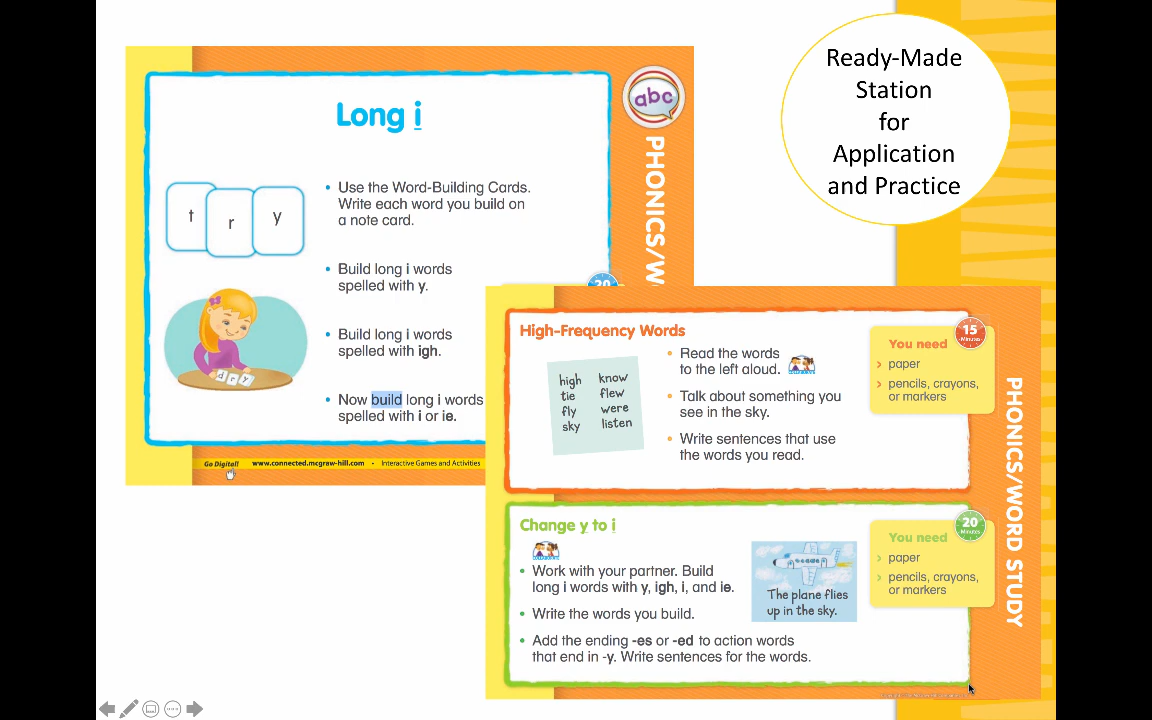 Ready-Made
Station
for
Application
and Practice
abc
PHONICS/W
Long i
t r y
Use the Word-Building Cards.
Write each word you build on
a note card.
Build long i words
spelled with y.
Build long i words
spelled with igh.
Now build long i words
spelled with i or ie.
d r y
20
Go Digital! www.connected.mcgraw-hill.com • Interactive Games and Activities
High-Frequency Words
high know
tie flew
fly were
sky listen
Read the words
to the left aloud.
COLLABORATE
Talk about something you
see in the sky.
Write sentences that use
the words you read.
15
Minutes
You need
paper
pencils, crayons,
or markers
PHONICS/WORD STUDY
Change y to i
COLLABORATE
Work with your partner. Build
long i words with y, igh, i, and ie.
Write the words you build.
Add the ending -es or -ed to action words
that end in -y. Write sentences for the words.
The plane flies
up in the sky.
20
Minutes
You need
paper
pencils, crayons,
or markers